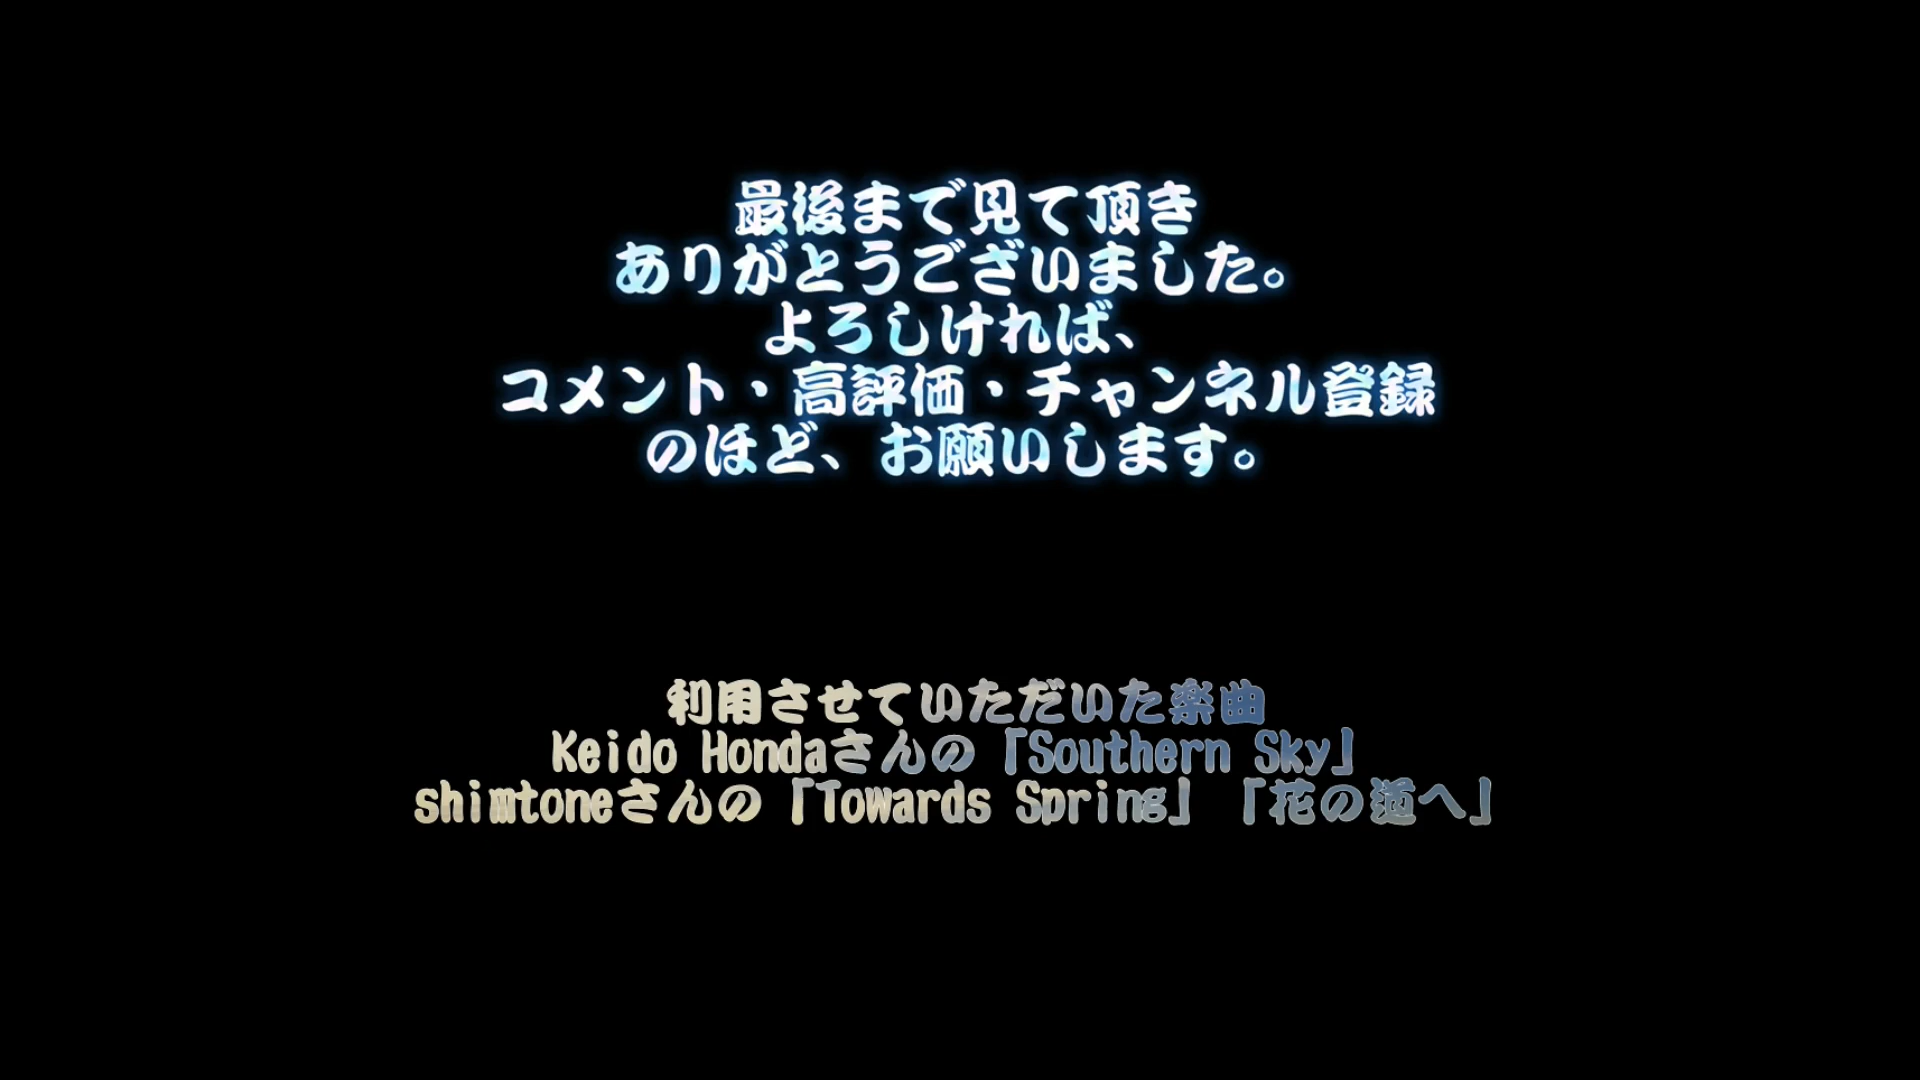 最後まで見て頂き
ありがとうございました。
よろしければ、
コメント・高評価・チャンネル登録
のほど、お願いします。
利用させていただいた楽曲
Keido Hondaさんの「Southern Sky」
shimtoneさんの「Towards Spring」「花の道へ」